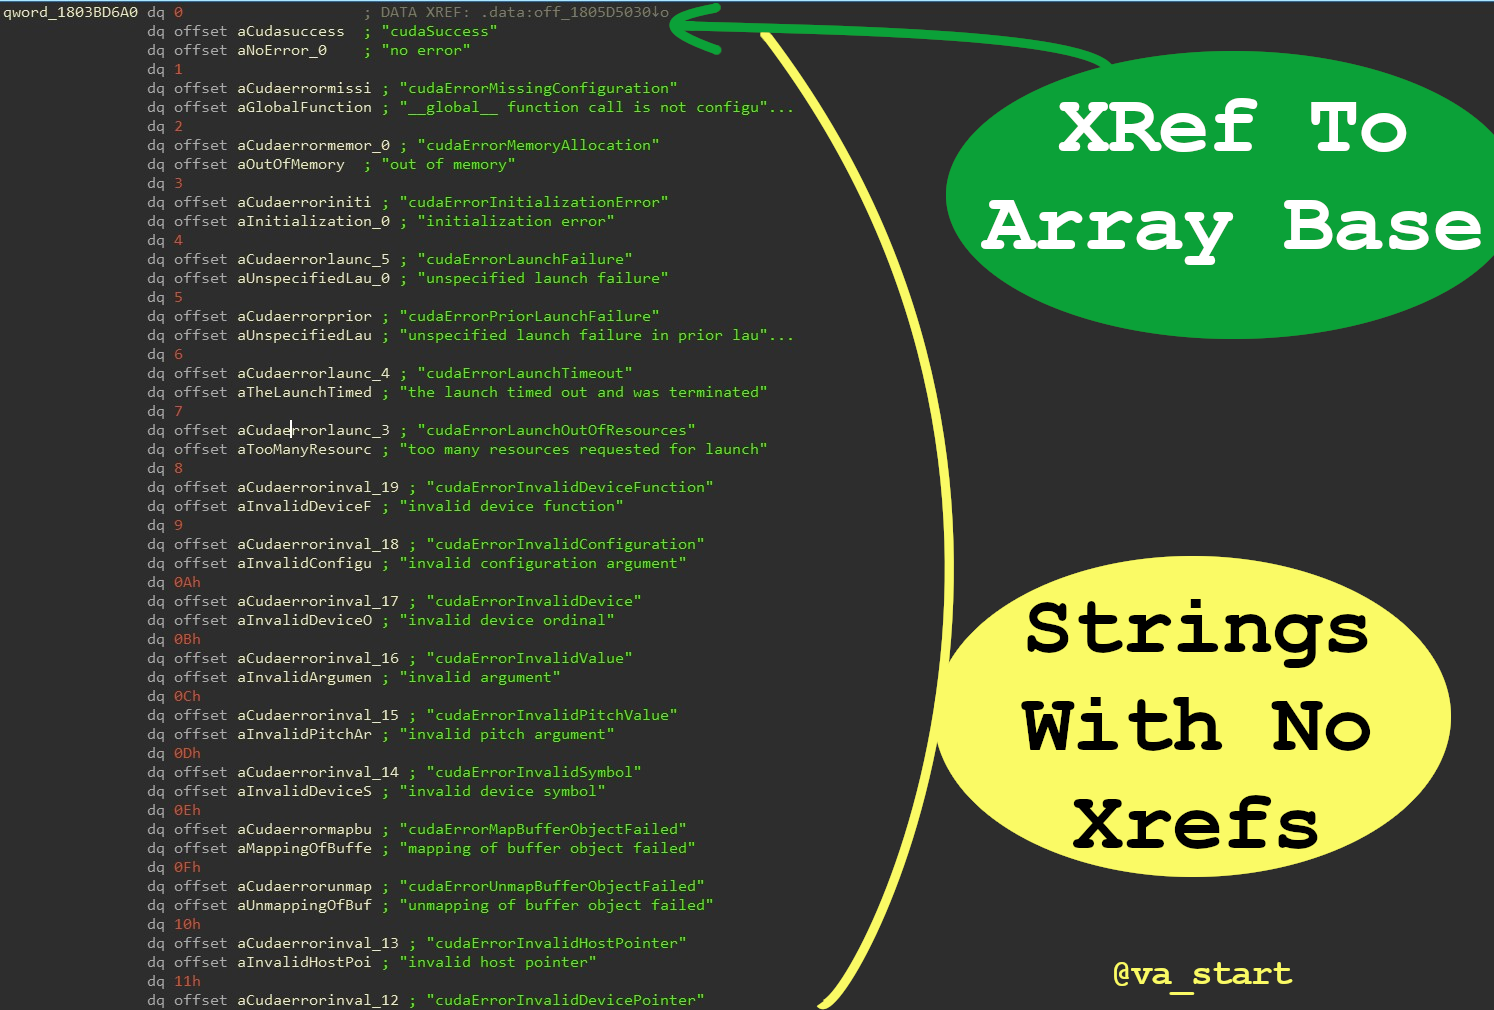 qword_1803BD6A0 dq 0 ; DATA XREF: .data:off_1805D5030↓o
dq offset aCudasuccess ; "cudaSuccess"
dq offset aNoError_0 ; "no error"
dq 1
dq offset aCudaerrormissi ; "cudaErrorMissingConfiguration"
dq offset aGlobalFunction ; "__global__ function call is not configu"...
dq 2
dq offset aCudaerrormemor_0 ; "cudaErrorMemoryAllocation"
dq offset aOutOfMemory ; "out of memory"
dq 3
dq offset aCudaerroriniti ; "cudaErrorInitializationError"
dq offset aInitialization_0 ; "initialization error"
dq 4
dq offset aCudaerrorlaunc_5 ; "cudaErrorLaunchFailure"
dq offset aUnspecifiedLau_0 ; "unspecified launch failure"
dq 5
dq offset aCudaerrorprior ; "cudaErrorPriorLaunchFailure"
dq offset aUnspecifiedLau ; "unspecified launch failure in prior lau"...
dq 6
dq offset aCudaerrorlaunc_4 ; "cudaErrorLaunchTimeout"
dq offset aTheLaunchTimed ; "the launch timed out and was terminated"
dq 7
dq offset aCudaerrorlaunc_3 ; "cudaErrorLaunchOutOfResources"
dq offset aTooManyResourc ; "too many resources requested for launch"
dq 8
dq offset aCudaerrorinval_19 ; "cudaErrorInvalidDeviceFunction"
dq offset aInvalidDeviceF ; "invalid device function"
dq 9
dq offset aCudaerrorinval_18 ; "cudaErrorInvalidConfiguration"
dq offset aInvalidConfigu ; "invalid configuration argument"
dq 0Ah
dq offset aCudaerrorinval_17 ; "cudaErrorInvalidDevice"
dq offset aInvalidDeviceO ; "invalid device ordinal"
dq 0Bh
dq offset aCudaerrorinval_16 ; "cudaErrorInvalidValue"
dq offset aInvalidArgumen ; "invalid argument"
dq 0Ch
dq offset aCudaerrorinval_15 ; "cudaErrorInvalidPitchValue"
dq offset aInvalidPitchAr ; "invalid pitch argument"
dq 0Dh
dq offset aCudaerrorinval_14 ; "cudaErrorInvalidSymbol"
dq offset aInvalidDeviceS ; "invalid device symbol"
dq 0Eh
dq offset aCudaerrormapbu ; "cudaErrorMapBufferObjectFailed"
dq offset aMappingOfBuffe ; "mapping of buffer object failed"
dq 0Fh
dq offset aCudaerrorunmap ; "cudaErrorUnmapBufferObjectFailed"
dq offset aUnmappingOfBuf ; "unmapping of buffer object failed"
dq 10h
dq offset aCudaerrorinval_13 ; "cudaErrorInvalidHostPointer"
dq offset aInvalidHostPoi ; "invalid host pointer"
dq 11h
dq offset aCudaerrorinval_12 ; "cudaErrorInvalidDevicePointer"
XRef To
Array Base
Strings
With No
Xrefs
@va_start